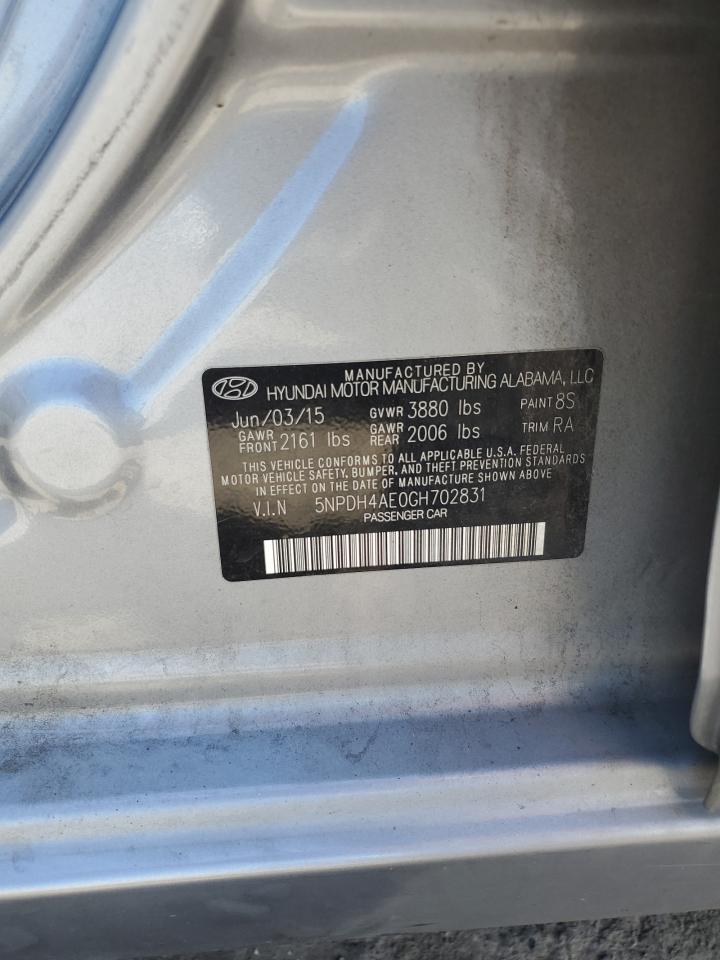 MANUFACTURED BY
HYUNDAI MOTOR MANUFACTURING ALABAMA, LLC
Jun/03/15 GVWR 3880 lbs PAINT 8S
GAWR FRONT 2161 lbs GAWR REAR 2006 lbs TRIM RA
THIS VEHICLE CONFORMS TO ALL APPLICABLE U.S.A. FEDERAL
MOTOR VEHICLE SAFETY, BUMPER, AND THEFT PREVENTION STANDARDS
IN EFFECT ON THE DATE OF MANUFACTURE SHOWN ABOVE
V.I.N 5NPDH4AE0GH702831
PASSENGER CAR